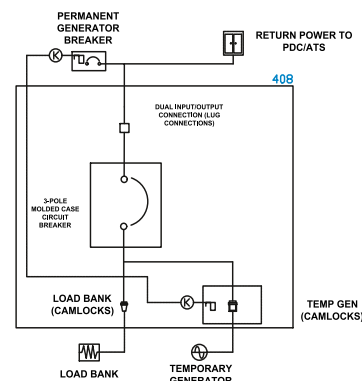 PERMANENT
GENERATOR
BREAKER
K
RETURN POWER TO
PDC/ATS
408
DUAL INPUT/OUTPUT
CONNECTION (LUG
CONNECTIONS)
3-POLE
MOLDED CASE
CIRCUIT
BREAKER
LOAD BANK
(CAMLOCKS)
K
TEMP GEN
(CAMLOCKS)
LOAD BANK
TEMPORARY
GENERATOR